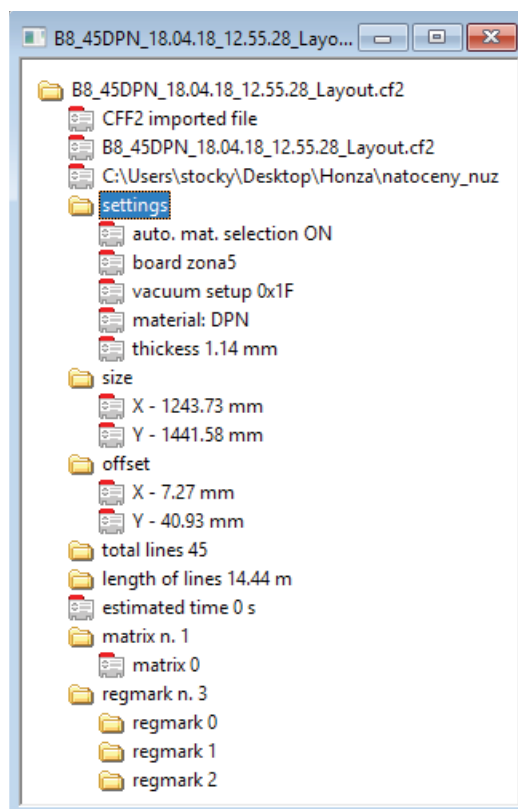 B8_45DPN_18.04.18_12.55.28_Layo...
B8_45DPN_18.04.18_12.55.28_Layout.cf2
CFF2 imported file
B8_45DPN_18.04.18_12.55.28_Layout.cf2
C:\Users\stocky\Desktop\Honza\natoceny_nuz
settings
auto. mat. selection ON
board zona5
vacuum setup 0x1F
material: DPN
thickess 1.14 mm
size
X - 1243.73 mm
Y - 1441.58 mm
offset
X - 7.27 mm
Y - 40.93 mm
total lines 45
length of lines 14.44 m
estimated time 0 s
matrix n. 1
matrix 0
regmark n. 3
regmark 0
regmark 1
regmark 2